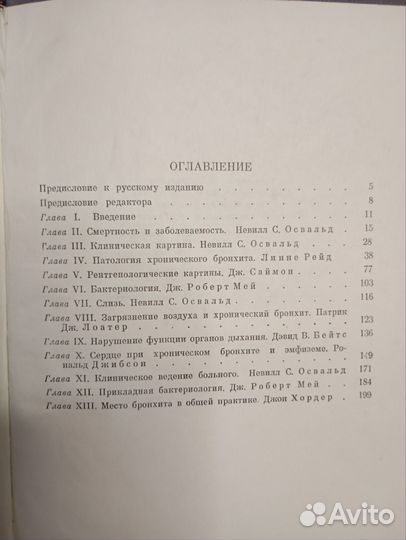 ОГЛАВЛЕНИЕ
Предисловие к русскому изданию . . . . . . . . . 5
Предисловие редактора . . . . . . . . . . . 8
Глава I. Введение . . . . . . . . . . . . 11
Глава II. Смертность и заболеваемость. Невилл С. Освальд . . 15
Глава III. Клиническая картина. Невилл С. Освальд . . . 28
Глава IV. Патология хронического бронхита. Линне Рейд . 38
Глава V. Рентгенологические картины. Дж. Саймон . . . 77
Глава VI. Бактериология. Дж. Роберт Мей . . . . . 103
Глава VII. Слизь. Невилл С. Освальд . . . . . . 116
Глава VIII. Загрязнение воздуха и хронический бронхит. Патрик
Дж. Лоатер . . . . . . . . . . . 123
Глава IX. Нарушение функции органов дыхания. Дэвид В. Бейтс 136
Глава X. Сердце при хроническом бронхите и эмфиземе. Ро-
нальд Джибсон . . . . . . . . . . 149
Глава XI. Клиническое ведение больного. Невилл С. Освальд 171
Глава XII. Прикладная бактериология. Дж. Роберт Мей . . 184
Глава XIII. Место бронхита в общей практике. Джон Хордер . 199
Avito